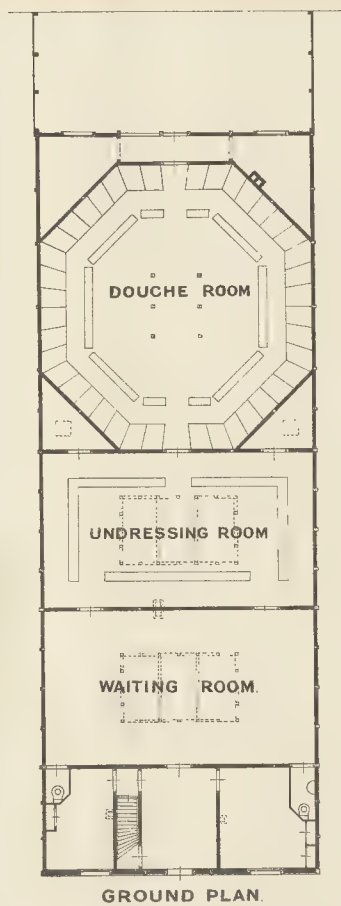 DOUCHE ROOM
UNDRESSING ROOM
WAITING ROOM.
GROUND PLAN.